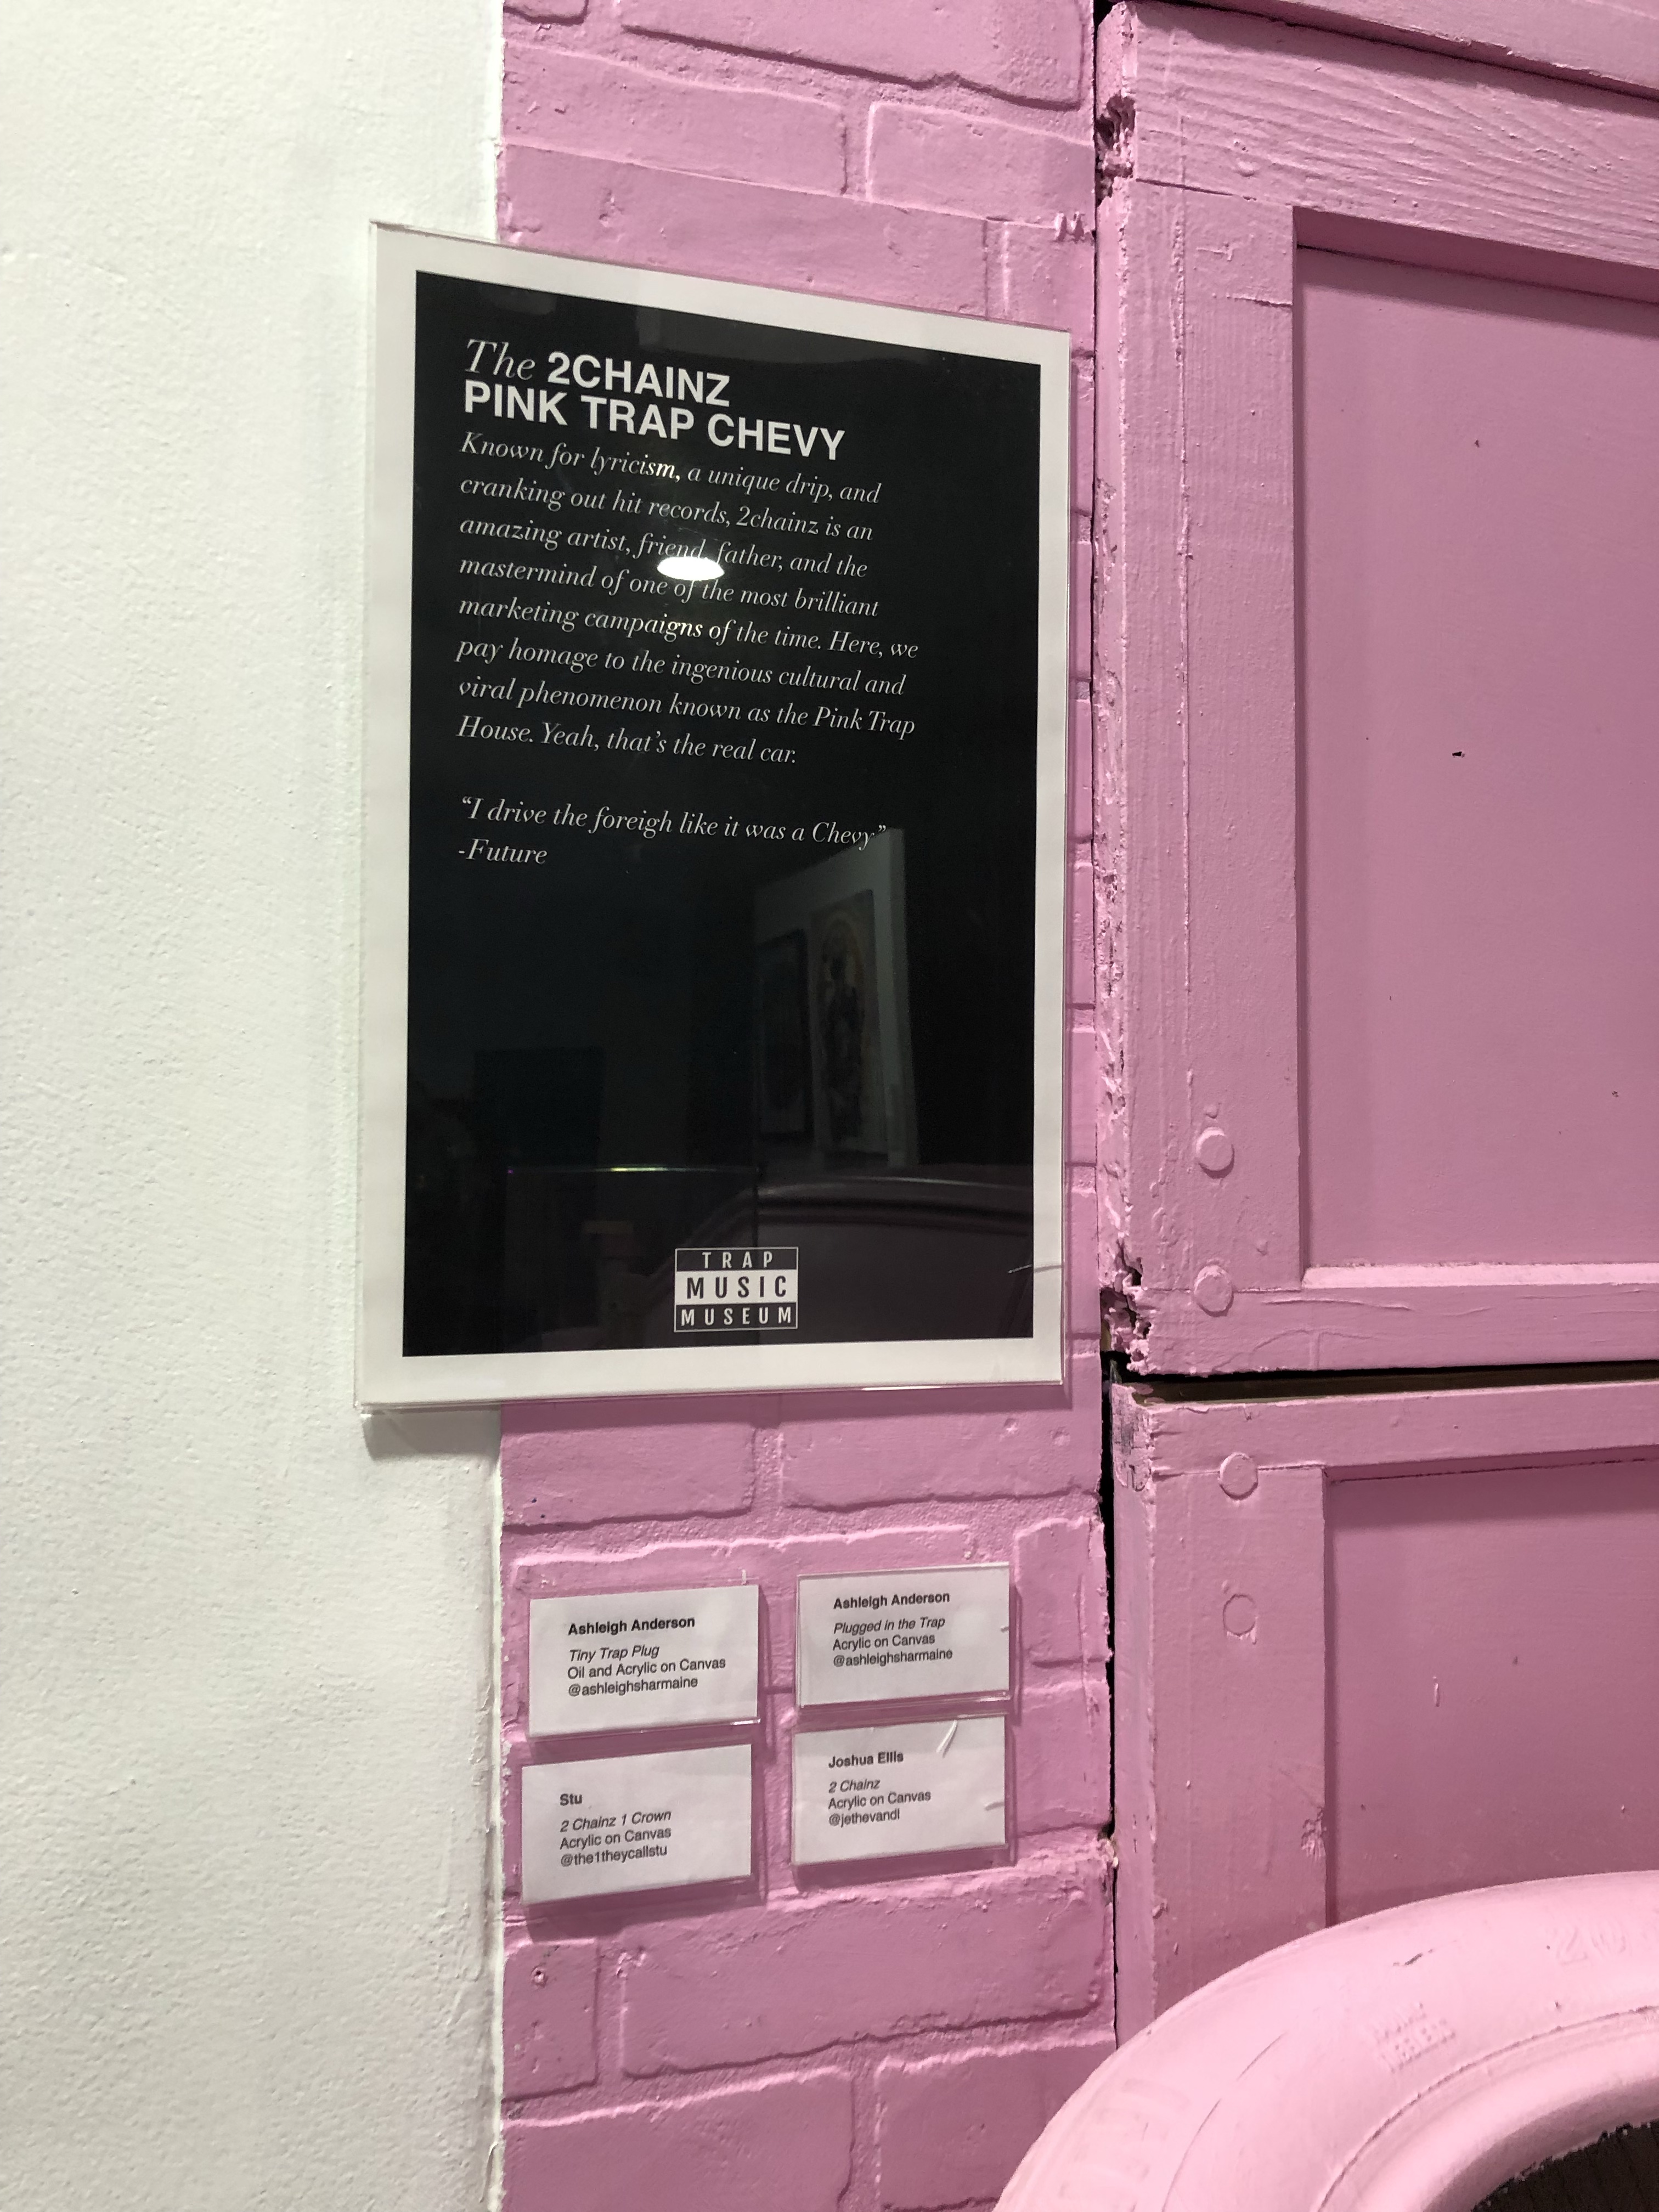 The 2CHAINZ
PINK TRAP CHEVY
Known for lyricism, a unique drip, and
cranking out hit records, 2chainz is an
amazing artist, friend, father, and the
mastermind of one of the most brilliant
marketing campaigns of the time. Here, we
pay homage to the ingenious cultural and
viral phenomenon known as the Pink Trap
House. Yeah, that's the real car.
“I drive the foreigh like it was a Chevy”
-Future
TRAP
MUSIC
MUSEUM
Ashleigh Anderson
Tiny Trap Plug
Oil and Acrylic on Canvas
@ashleighsharmaine
Ashleigh Anderson
Plugged in the Trap
Acrylic on Canvas
@ashleighsharmaine
Stu
2 Chainz 1 Crown
Acrylic on Canvas
@the1theycallstu
Joshua Ellis
2 Chainz
Acrylic on Canvas
@jethevandl